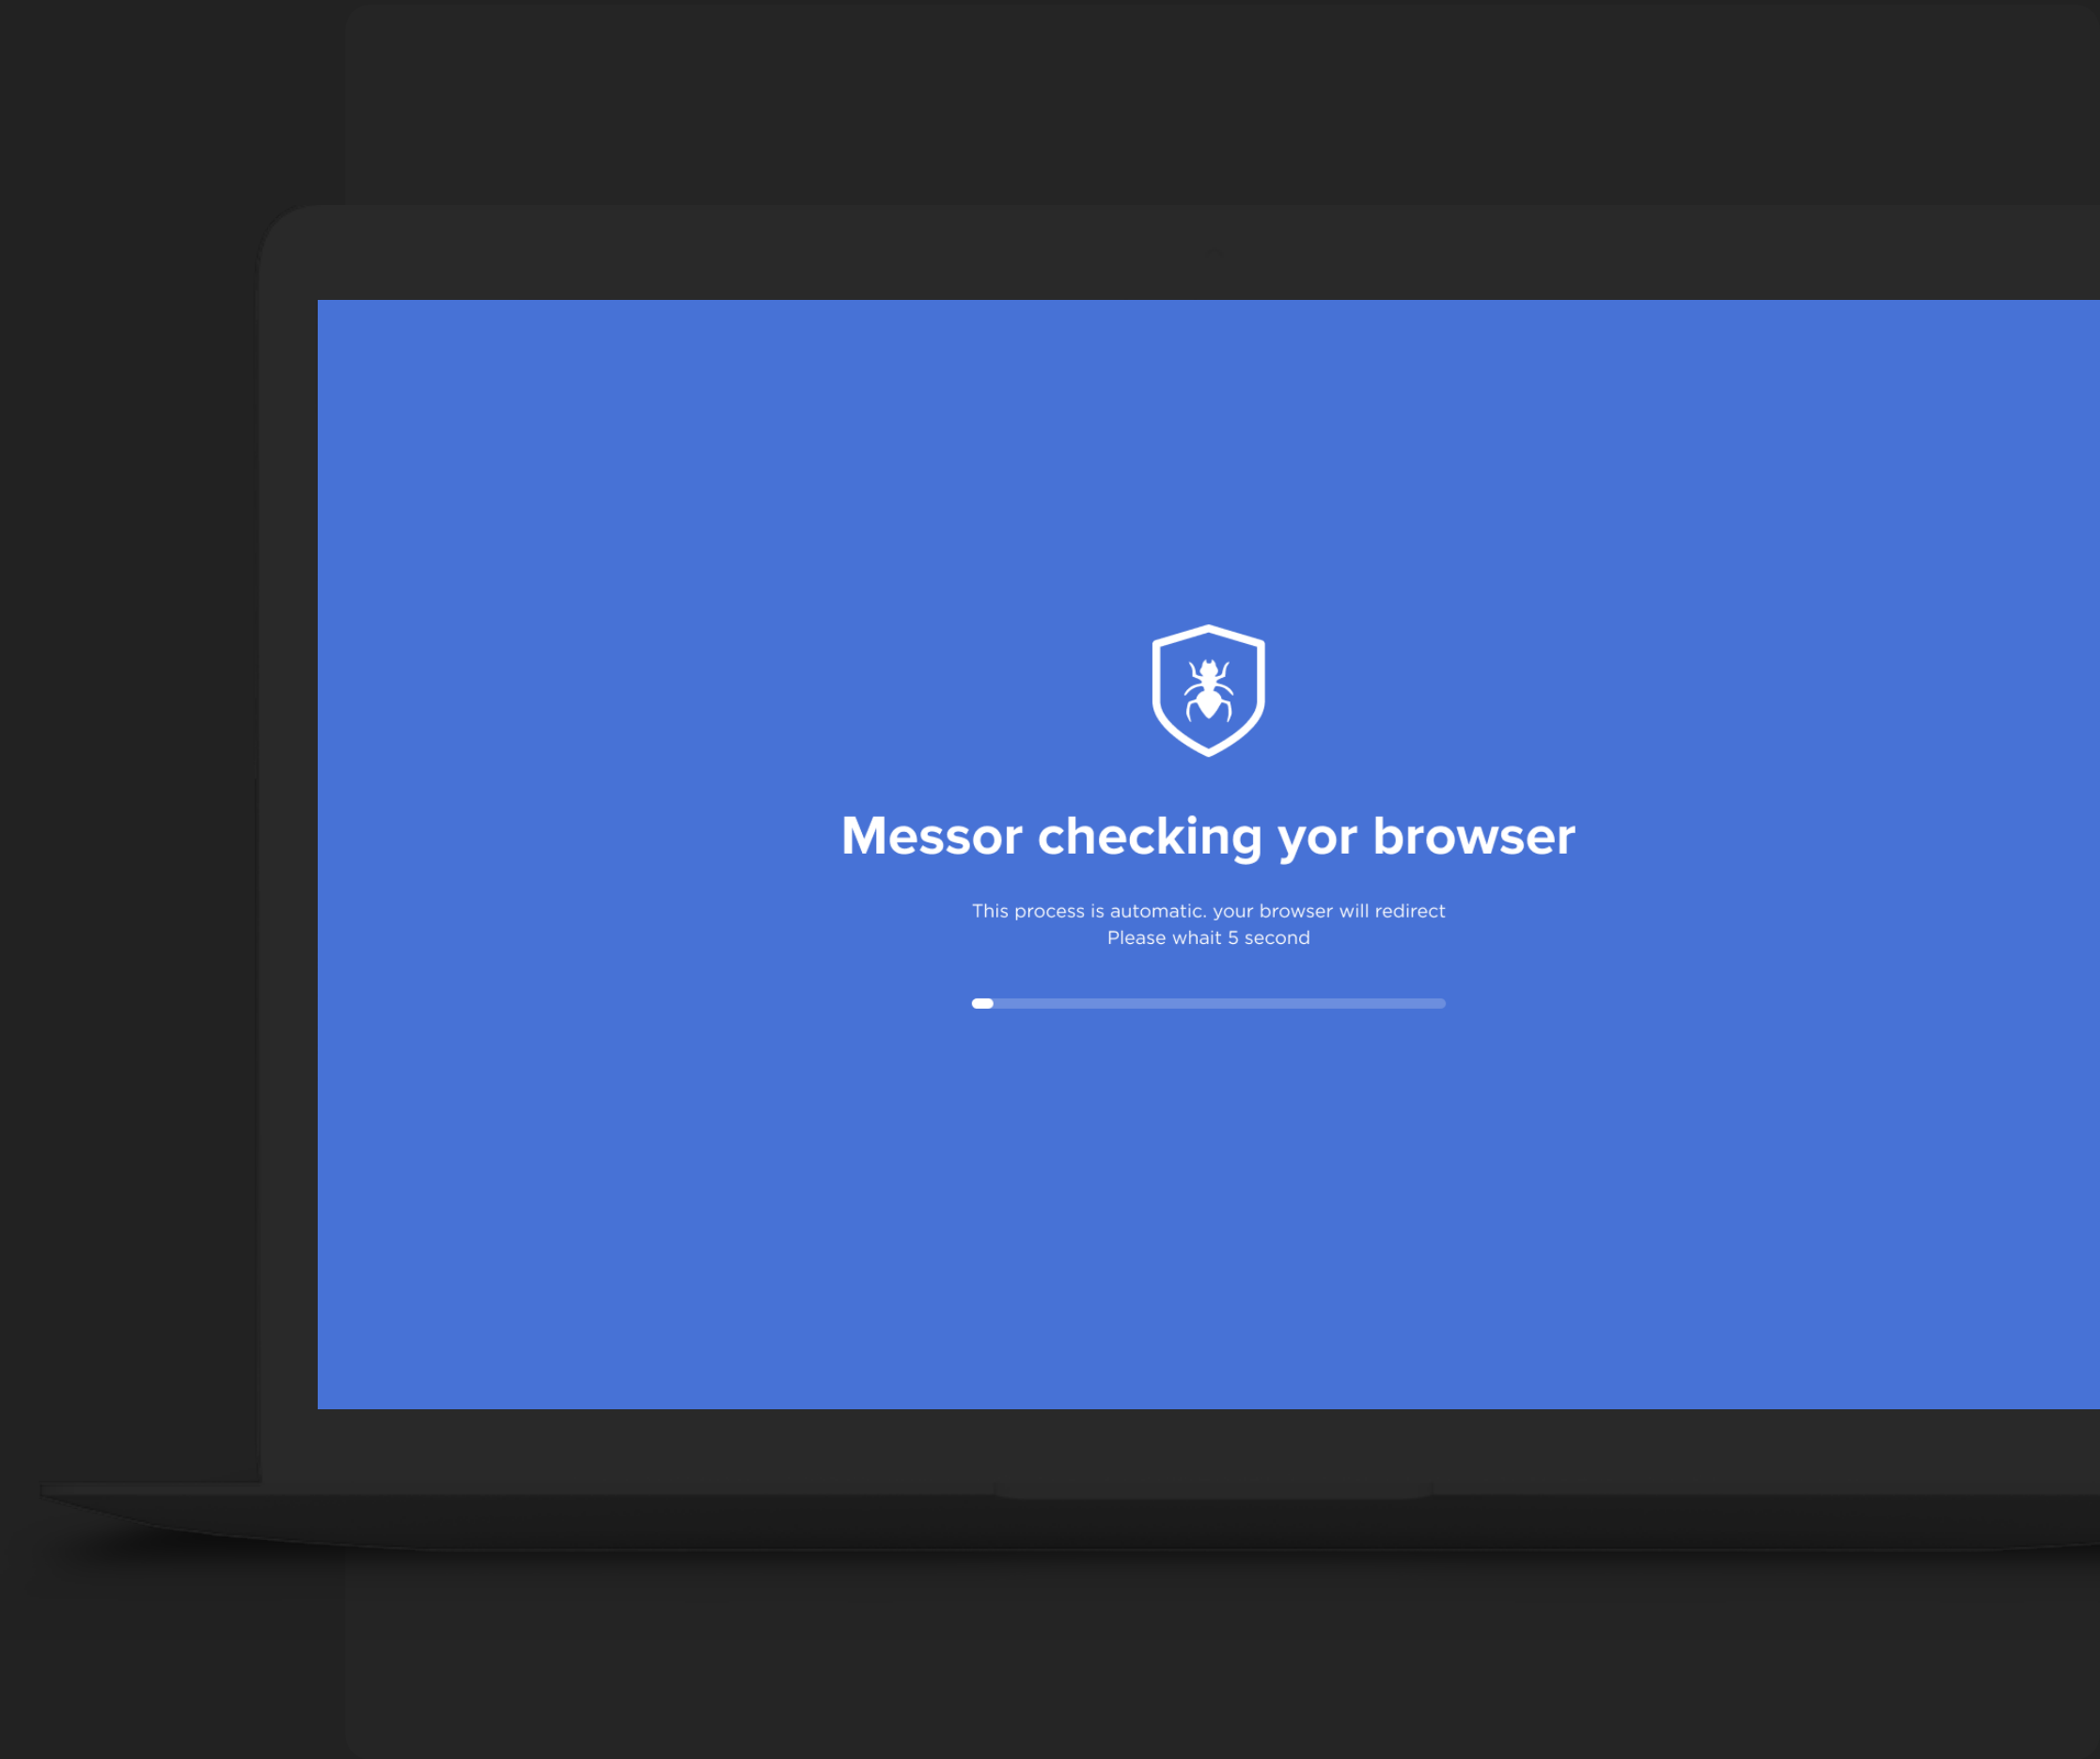 Messor checking yor browser
This process is automatic. your browser will redirect
Please whait 5 second